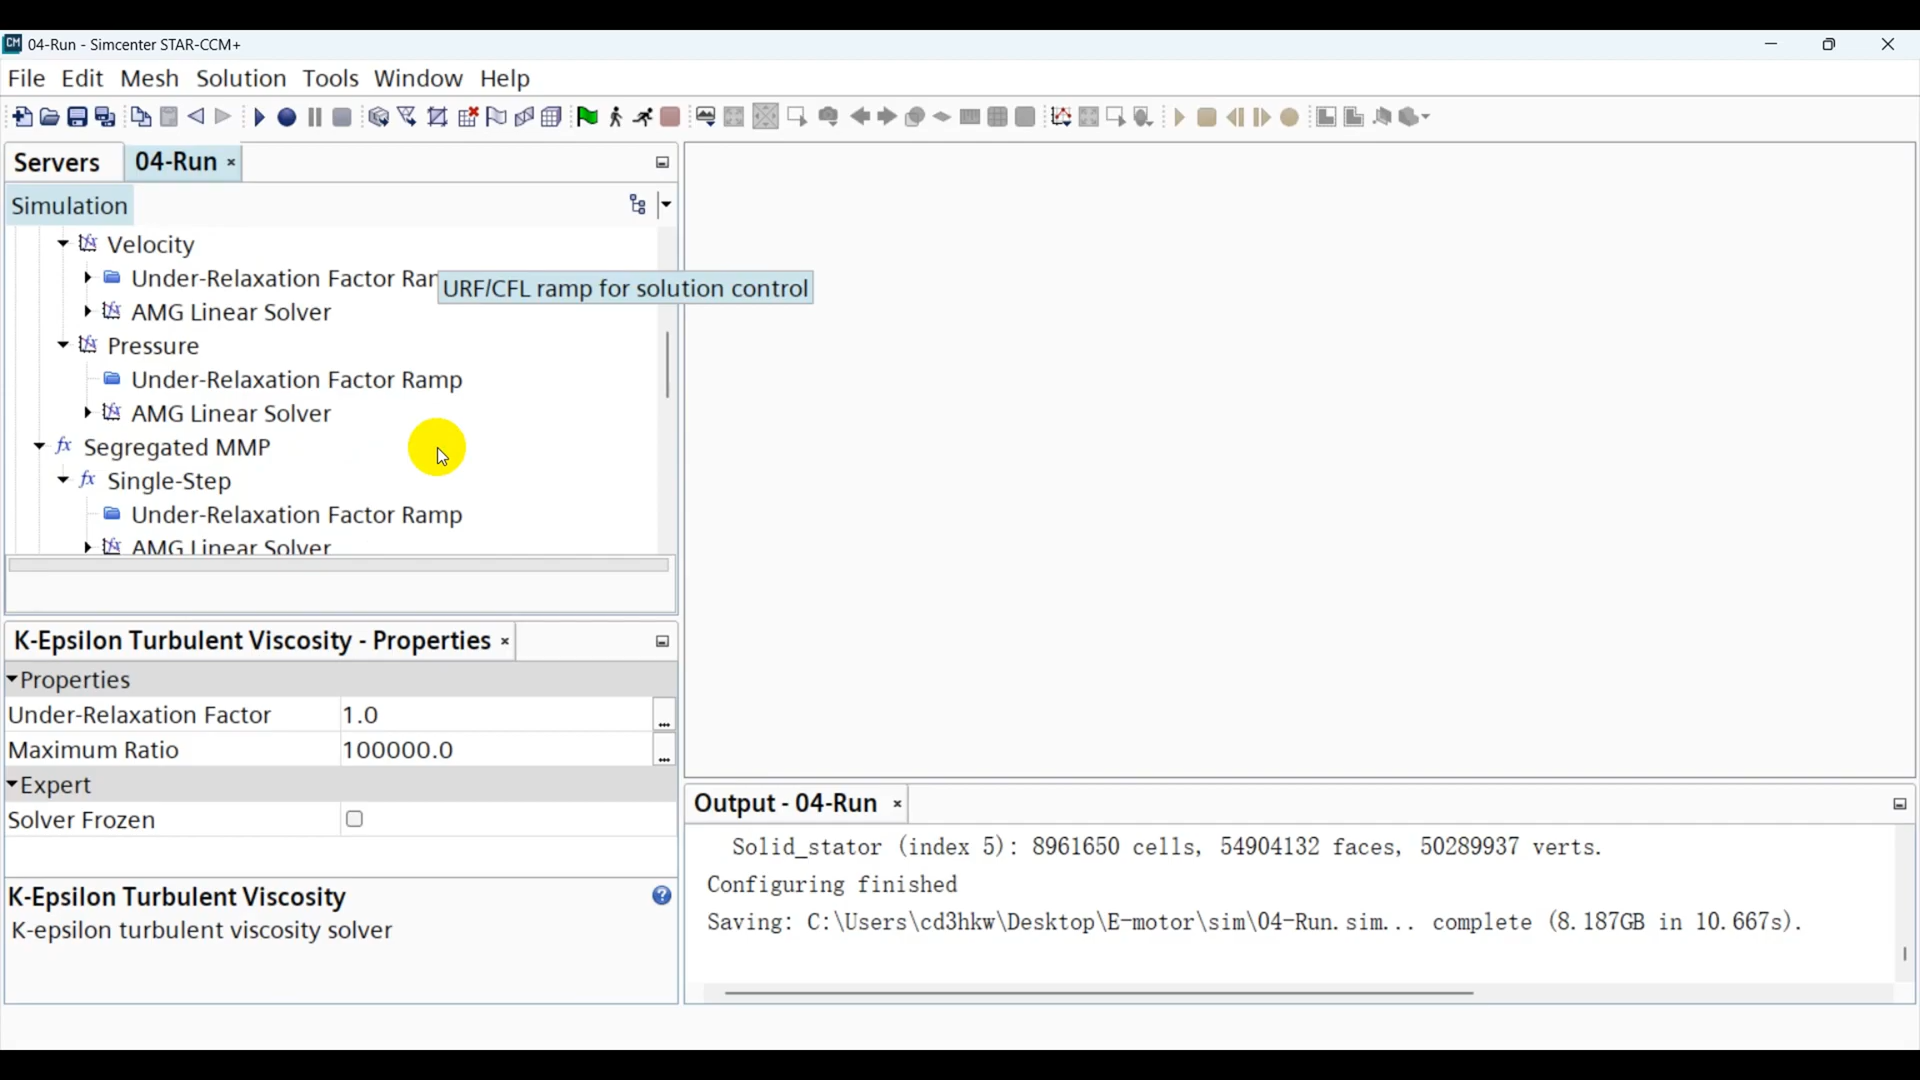 CM 04-Run - Simcenter STAR-CCM+
File Edit Mesh Solution Tools Window Help
Servers 04-Run ×
Simulation
Velocity
Under-Relaxation Factor Ran
URF/CFL ramp for solution control
AMG Linear Solver
Pressure
Under-Relaxation Factor Ramp
AMG Linear Solver
fx Segregated MMP
fx Single-Step
Under-Relaxation Factor Ramp
AMG Linear Solver
K-Epsilon Turbulent Viscosity - Properties ×
Properties
Under-Relaxation Factor 1.0 ...
Maximum Ratio 100000.0 ...
Expert
Solver Frozen
K-Epsilon Turbulent Viscosity ?
K-epsilon turbulent viscosity solver
Output - 04-Run ×
Solid_stator (index 5): 8961650 cells, 54904132 faces, 50289937 verts.
Configuring finished
Saving: C:\Users\cd3hkw\Desktop\E-motor\sim\04-Run.sim... complete (8.187GB in 10.667s).